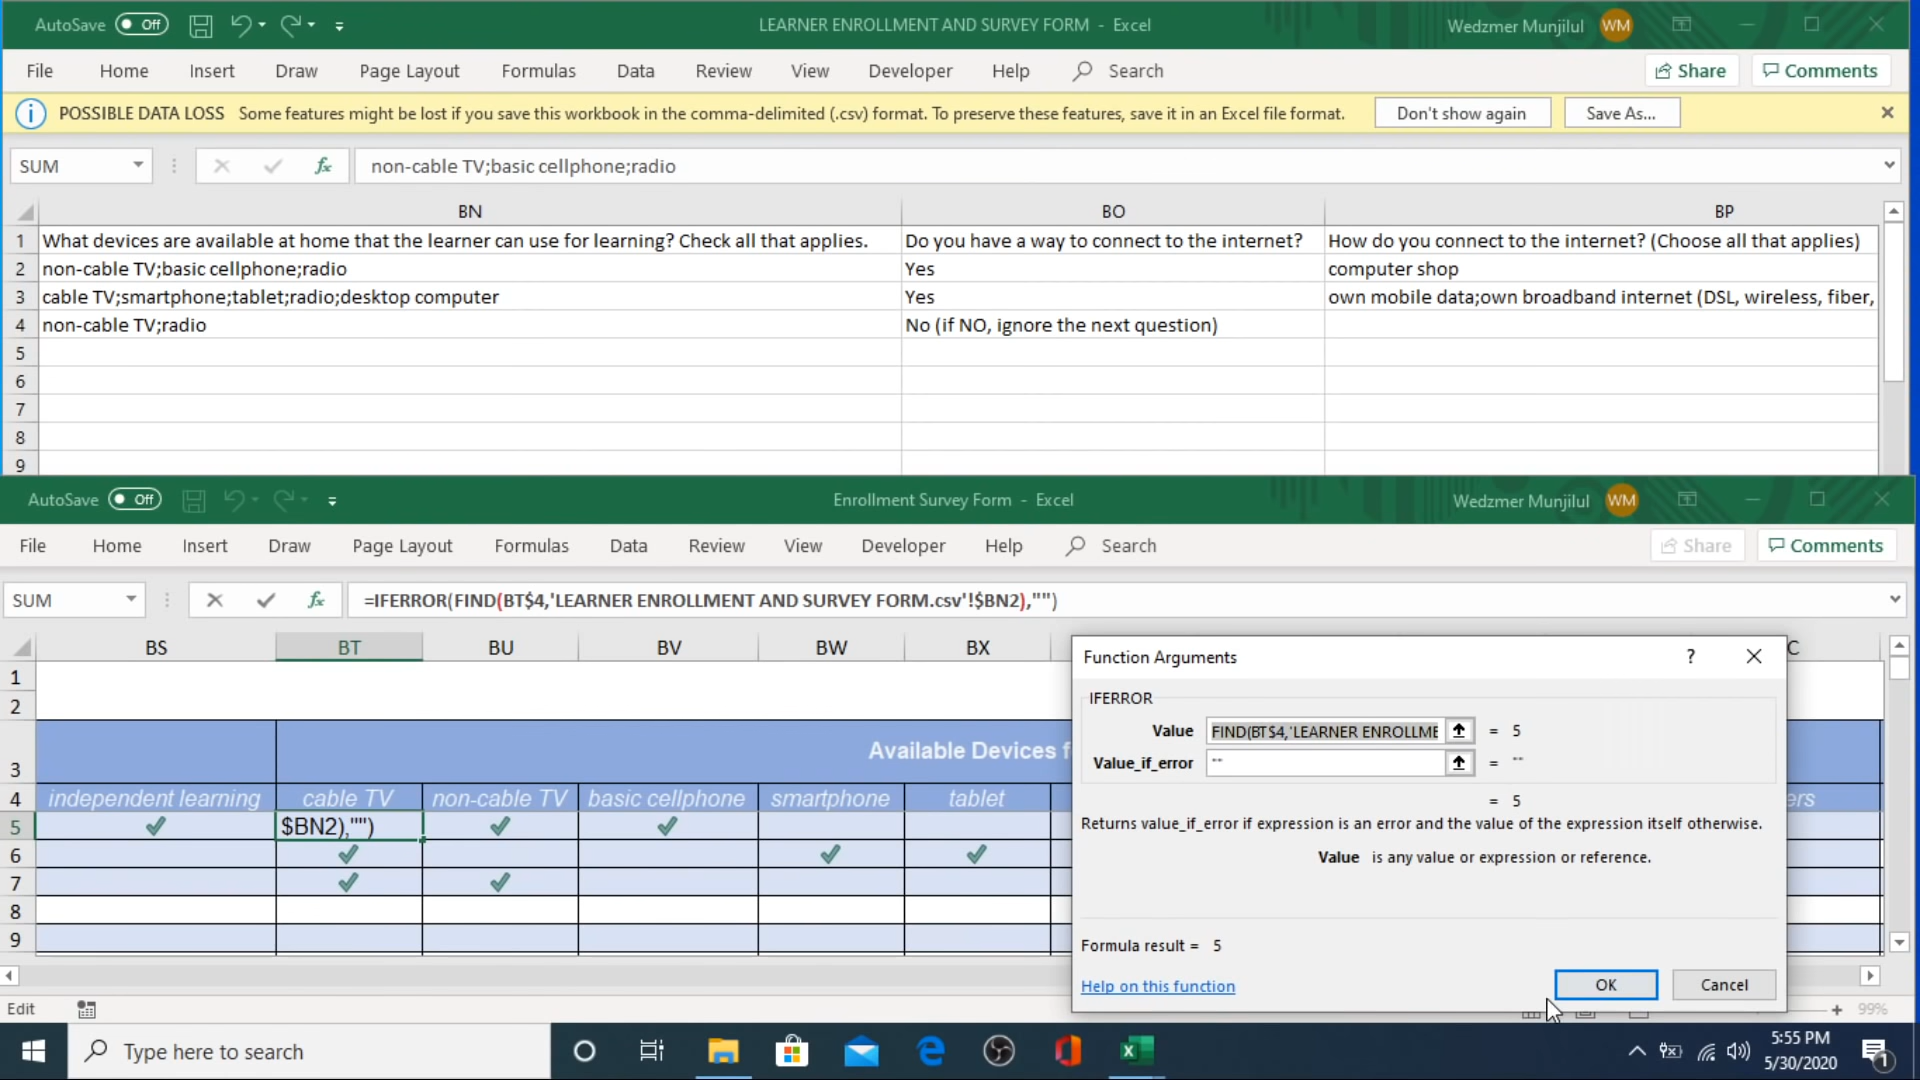 AutoSave Off LEARNER ENROLLMENT AND SURVEY FORM - Excel Wedzmer Munjilul WM
File Home Insert Draw Page Layout Formulas Data Review View Developer Help Search Share Comments
POSSIBLE DATA LOSS Some features might be lost if you save this workbook in the comma-delimited (.csv) format. To preserve these features, save it in an Excel file format. Don't show again Save As...
SUM fx non-cable TV;basic cellphone;radio
BN BO BP
1 What devices are available at home that the learner can use for learning? Check all that applies. Do you have a way to connect to the internet? How do you connect to the internet? (Choose all that applies)
2 non-cable TV;basic cellphone;radio Yes computer shop
3 cable TV;smartphone;tablet;radio;desktop computer Yes own mobile data;own broadband internet (DSL, wireless, fiber,
4 non-cable TV;radio No (if NO, ignore the next question)
5
6
7
8
9
AutoSave Off Enrollment Survey Form - Excel Wedzmer Munjilul WM
File Home Insert Draw Page Layout Formulas Data Review View Developer Help Search Share Comments
SUM fx =IFERROR(FIND(BT$4,'LEARNER ENROLLMENT AND SURVEY FORM.csv'!$BN2),"")
BS BT BU BV BW BX C
1
2
3 Available Devices f
4 independent learning cable TV non-cable TV basic cellphone smartphone tablet ers
5 $BN2),"")
6
7
8
9
Function Arguments ?
IFERROR
Value FIND(BT$4,'LEARNER ENROLLME = 5
Value_if_error "" = ""
= 5
Returns value_if_error if expression is an error and the value of the expression itself otherwise.
Value is any value or expression or reference.
Formula result = 5
Help on this function OK Cancel
Edit 99%
Type here to search 5:55 PM
5/30/2020 1